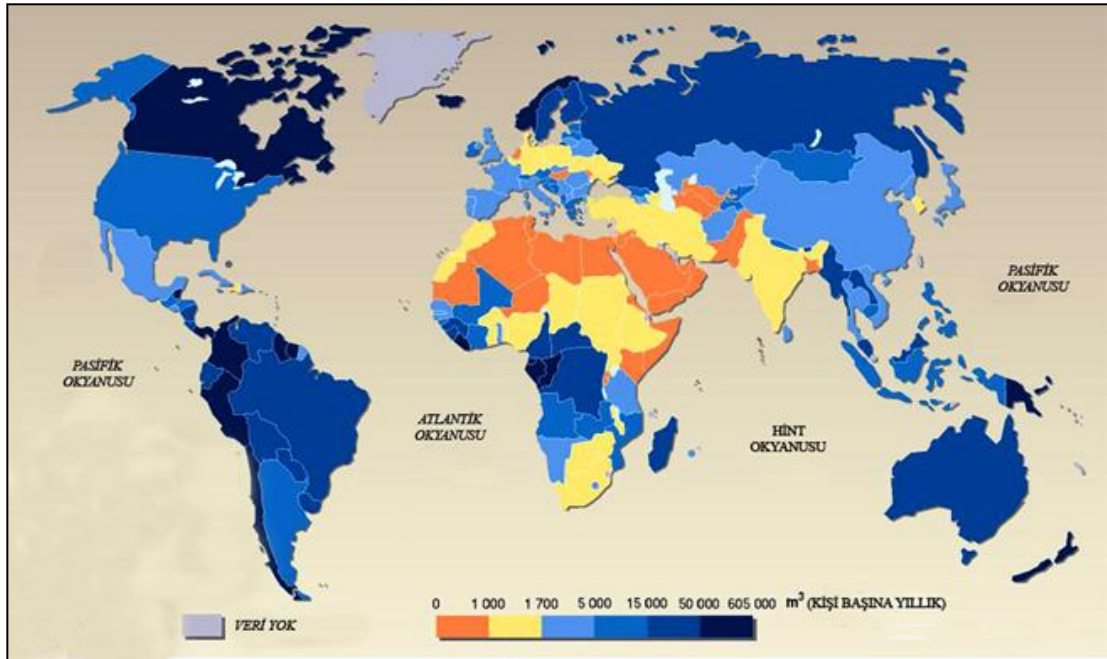 PASİFİK
OKYANUSU
PASİFİK
OKYANUSU
ATLANTİK
OKYANUSU
HİNT
OKYANUSU
0 1 000 1 700 5 000 15 000 50 000 605 000 m³ (KİŞİ BAŞINA YILLIK)
VERİ YOK